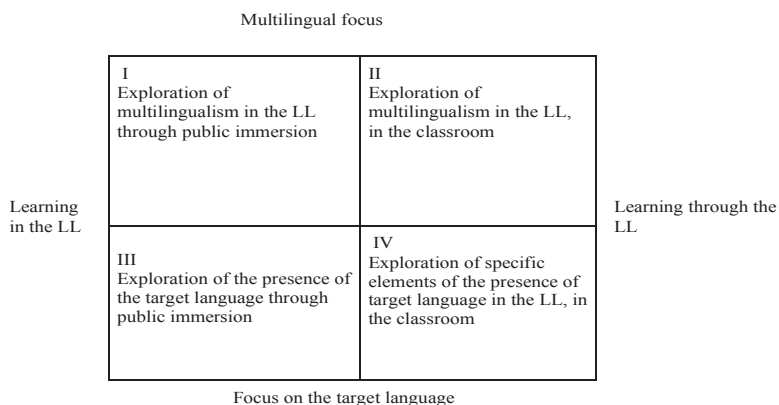 Multilingual focus
I
Exploration of
multilingualism in the LL
through public immersion
II
Exploration of
multilingualism in the LL,
in the classroom
Learning
in the LL
Learning through the
LL
III
Exploration of the presence of
the target language through
public immersion
IV
Exploration of specific
elements of the presence of
target language in the LL, in
the classroom
Focus on the target language